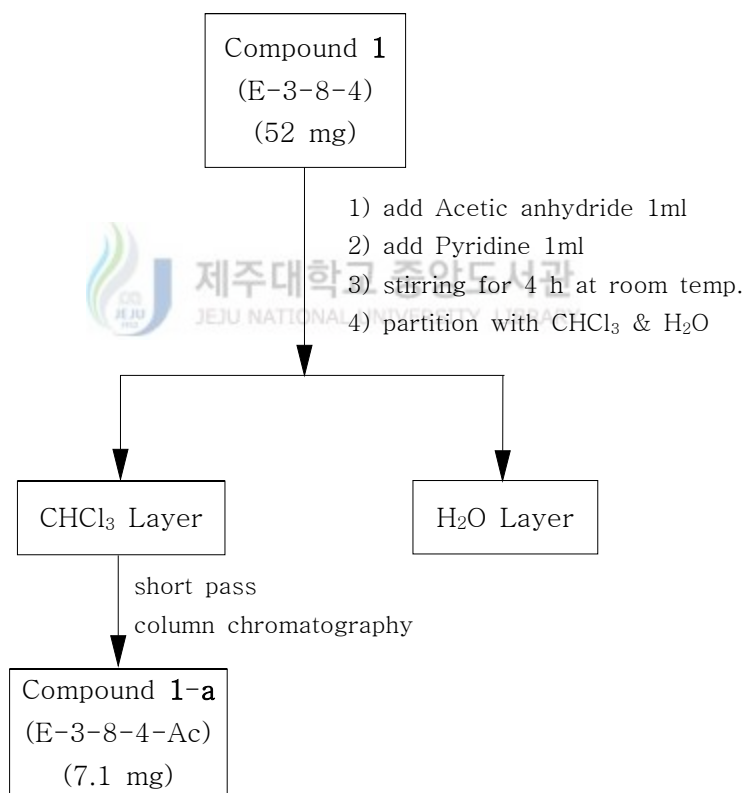 Compound 1
(E-3-8-4)
(52 mg)
1) add Acetic anhydride 1ml
2) add Pyridine 1ml
3) stirring for 4 h at room temp.
4) partition with CHCl₃ & H₂O
제주대학교 중앙도서관
JEJU NATIONAL UNIVERSITY LIBRARY
JEJU
1952
CHCl₃ Layer
H₂O Layer
short pass
column chromatography
Compound 1-a
(E-3-8-4-Ac)
(7.1 mg)